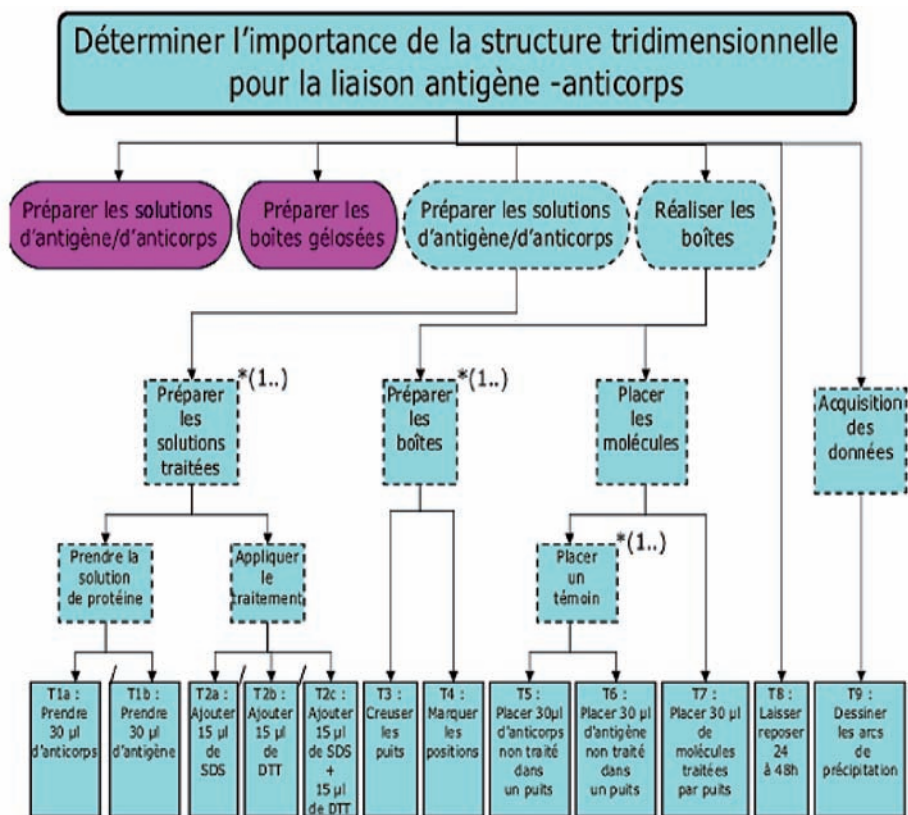 Déterminer l'importance de la structure tridimensionnelle
pour la liaison antigène -anticorps
Préparer les solutions
d'antigène/d'anticorps
Préparer les
boîtes gélosées
Préparer les solutions
d'antigène/d'anticorps
Réaliser les
boîtes
*(1..)
Préparer
les
solutions
traitées
*(1..)
Préparer
les
boîtes
Placer
les
molécules
Acquisition
des
données
Prendre la
solution
de protéine
Appliquer
le
traitement
*(1..)
Placer
un
témoin
T1a :
Prendre
30 µl
d'anticorps
T1b :
Prendre
30 µl
d'antigène
T2a :
Ajouter
15 µl
de
SDS
T2b :
Ajouter
15 µl
de
DTT
T2c :
Ajouter
15 µl
de SDS
+
15 µl
de DTT
T3 :
Creuser
les
puits
T4 :
Marquer
les
positions
T5 :
Placer 30µl
d'anticorps
non traité
dans
un puits
T6 :
Placer 30 µl
d'antigène
non traité
dans
un puits
T7 :
Placer 30 µl
de
molécules
traitées
par puits
T8 :
Laisser
reposer
24
à 48h
T9 :
Dessiner
les arcs
de
précipitation